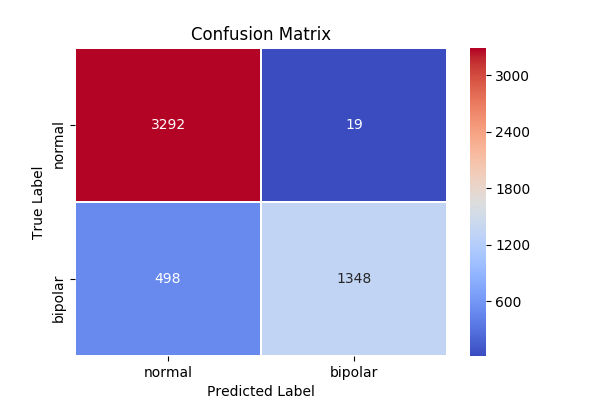 Confusion Matrix
True Label
normal
bipolar
3292
19
498
1348
normal
bipolar
Predicted Label
3000
2400
1800
1200
600